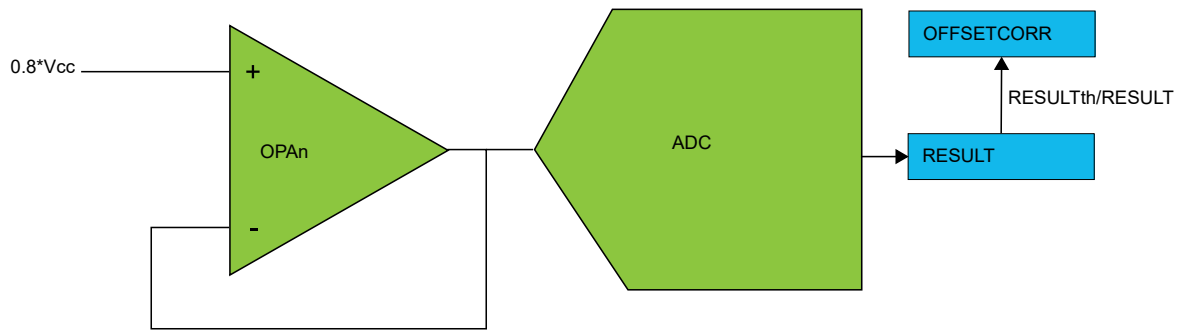 0.8*Vcc
+
OPAn
-
ADC
OFFSETCORR
RESULTth/RESULT
RESULT